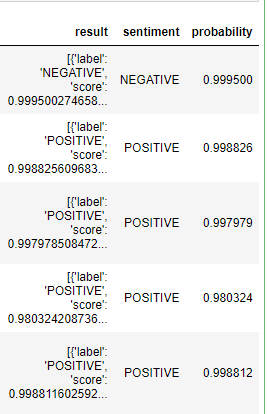 result sentiment probability
[{'label':
'NEGATIVE',
'score':
0.999500274658...
NEGATIVE 0.999500
[{'label':
'POSITIVE',
'score':
0.998825609683...
POSITIVE 0.998826
[{'label':
'POSITIVE',
'score':
0.997978508472...
POSITIVE 0.997979
[{'label':
'POSITIVE',
'score':
0.980324208736...
POSITIVE 0.980324
[{'label':
'POSITIVE',
'score':
0.998811602592...
POSITIVE 0.998812